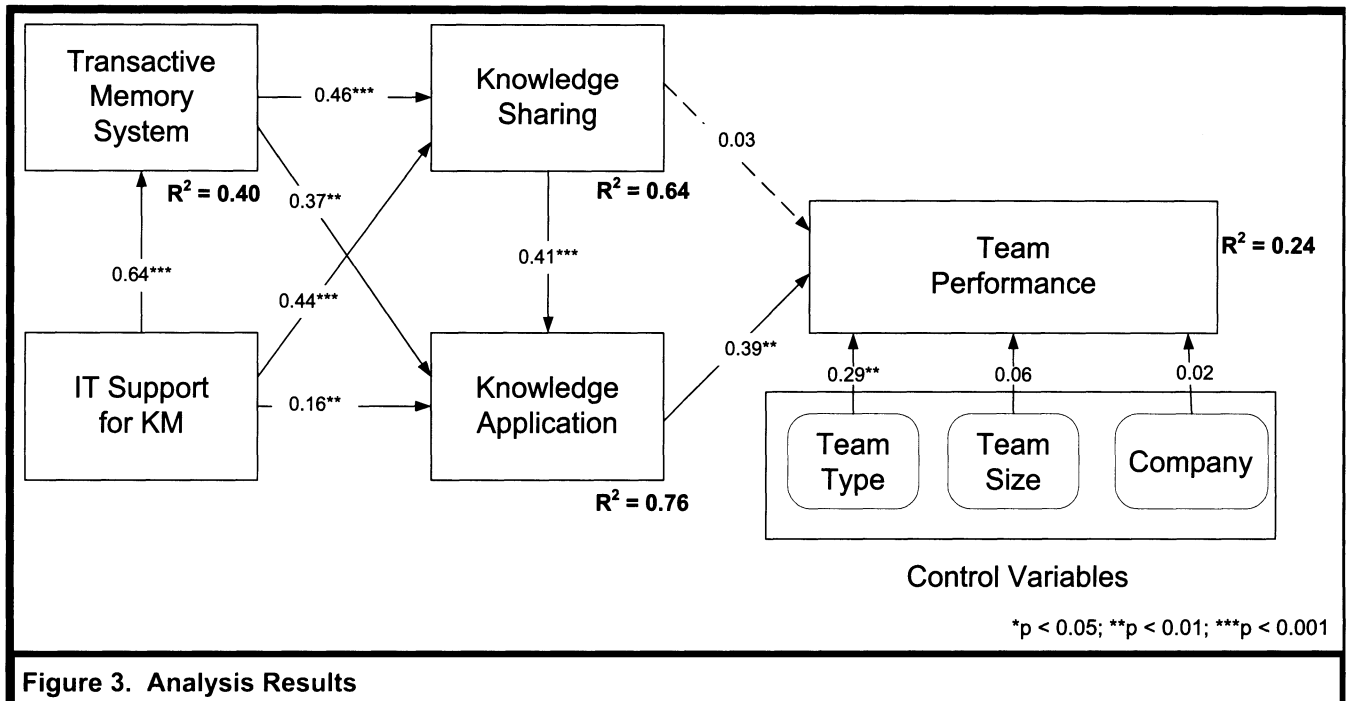 Transactive
Memory
System
R² = 0.40
0.46***
Knowledge
Sharing
R² = 0.64
0.03
0.37**
0.64***
0.44***
0.41***
Team
Performance
R² = 0.24
IT Support
for KM
0.16**
Knowledge
Application
R² = 0.76
0.39**
0.29**
0.06
0.02
Team
Type
Team
Size
Company
Control Variables
*p < 0.05; **p < 0.01; ***p < 0.001
Figure 3. Analysis Results